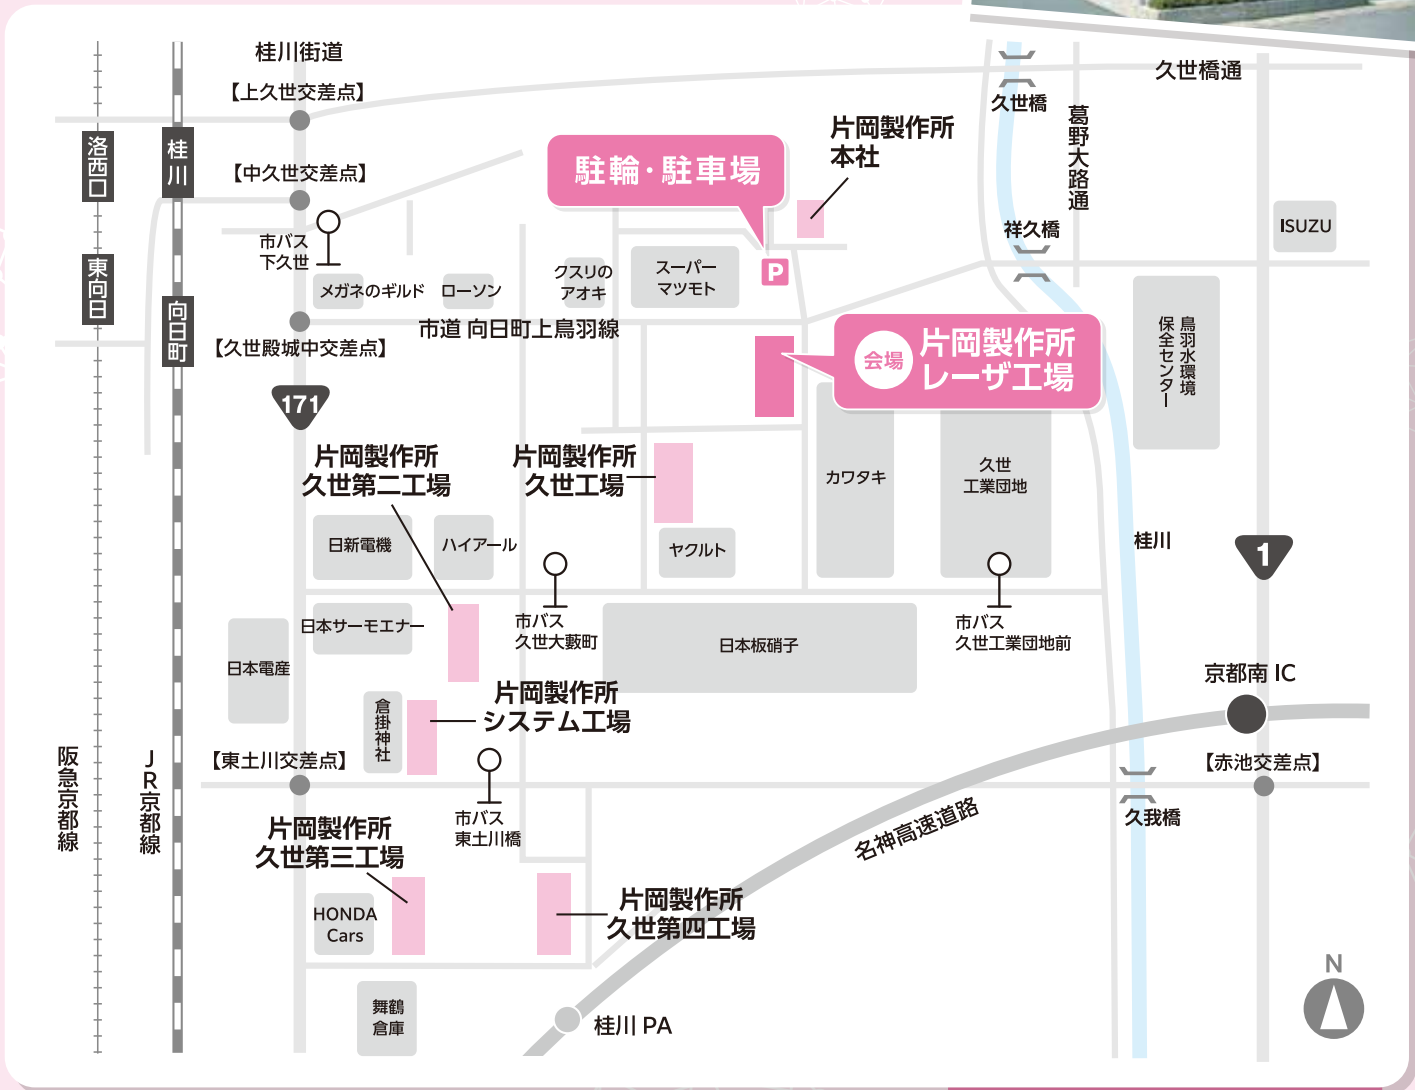 桂川街道
【上久世交差点】
久世橋通
久世橋
葛野大路通
片岡製作所
本社
駐輪・駐車場
洛西口
桂川
【中久世交差点】
市バス
下久世
祥久橋
ISUZU
東向日
向日町
メガネのギルド
ローソン
クスリの
アオキ
スーパー
マツモト
P
市道 向日町上鳥羽線
【久世殿城中交差点】
会場
片岡製作所
レーザ工場
鳥羽水環境
保全センター
171
片岡製作所
久世第二工場
片岡製作所
久世工場
カワタキ
久世
工業団地
日新電機
ハイアール
ヤクルト
桂川
1
日本サーモエナー
市バス
久世大藪町
日本板硝子
市バス
久世工業団地前
日本電産
京都南 IC
片岡製作所
システム工場
倉掛神社
【東土川交差点】
【赤池交差点】
阪急京都線
JR京都線
市バス
東土川橋
久我橋
名神高速道路
片岡製作所
久世第三工場
HONDA
Cars
片岡製作所
久世第四工場
舞鶴
倉庫
桂川 PA
N